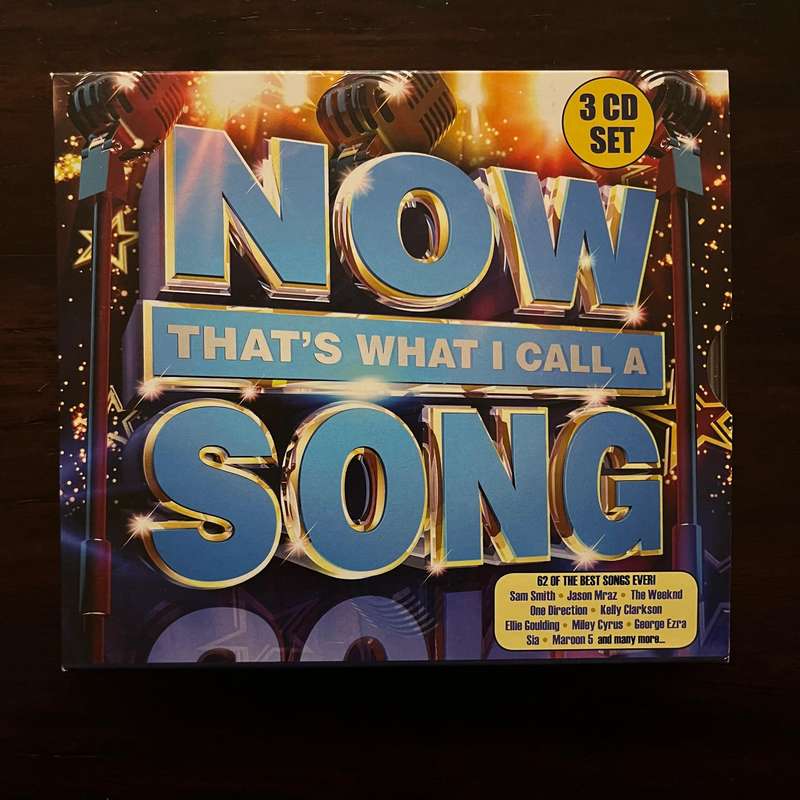 3 CD
SET
NOW
THAT'S WHAT I CALL A
SONG
62 OF THE BEST SONGS EVER!
Sam Smith • Jason Mraz • The Weeknd
One Direction • Kelly Clarkson
Ellie Goulding • Miley Cyrus • George Ezra
Sia • Maroon 5 and many more...